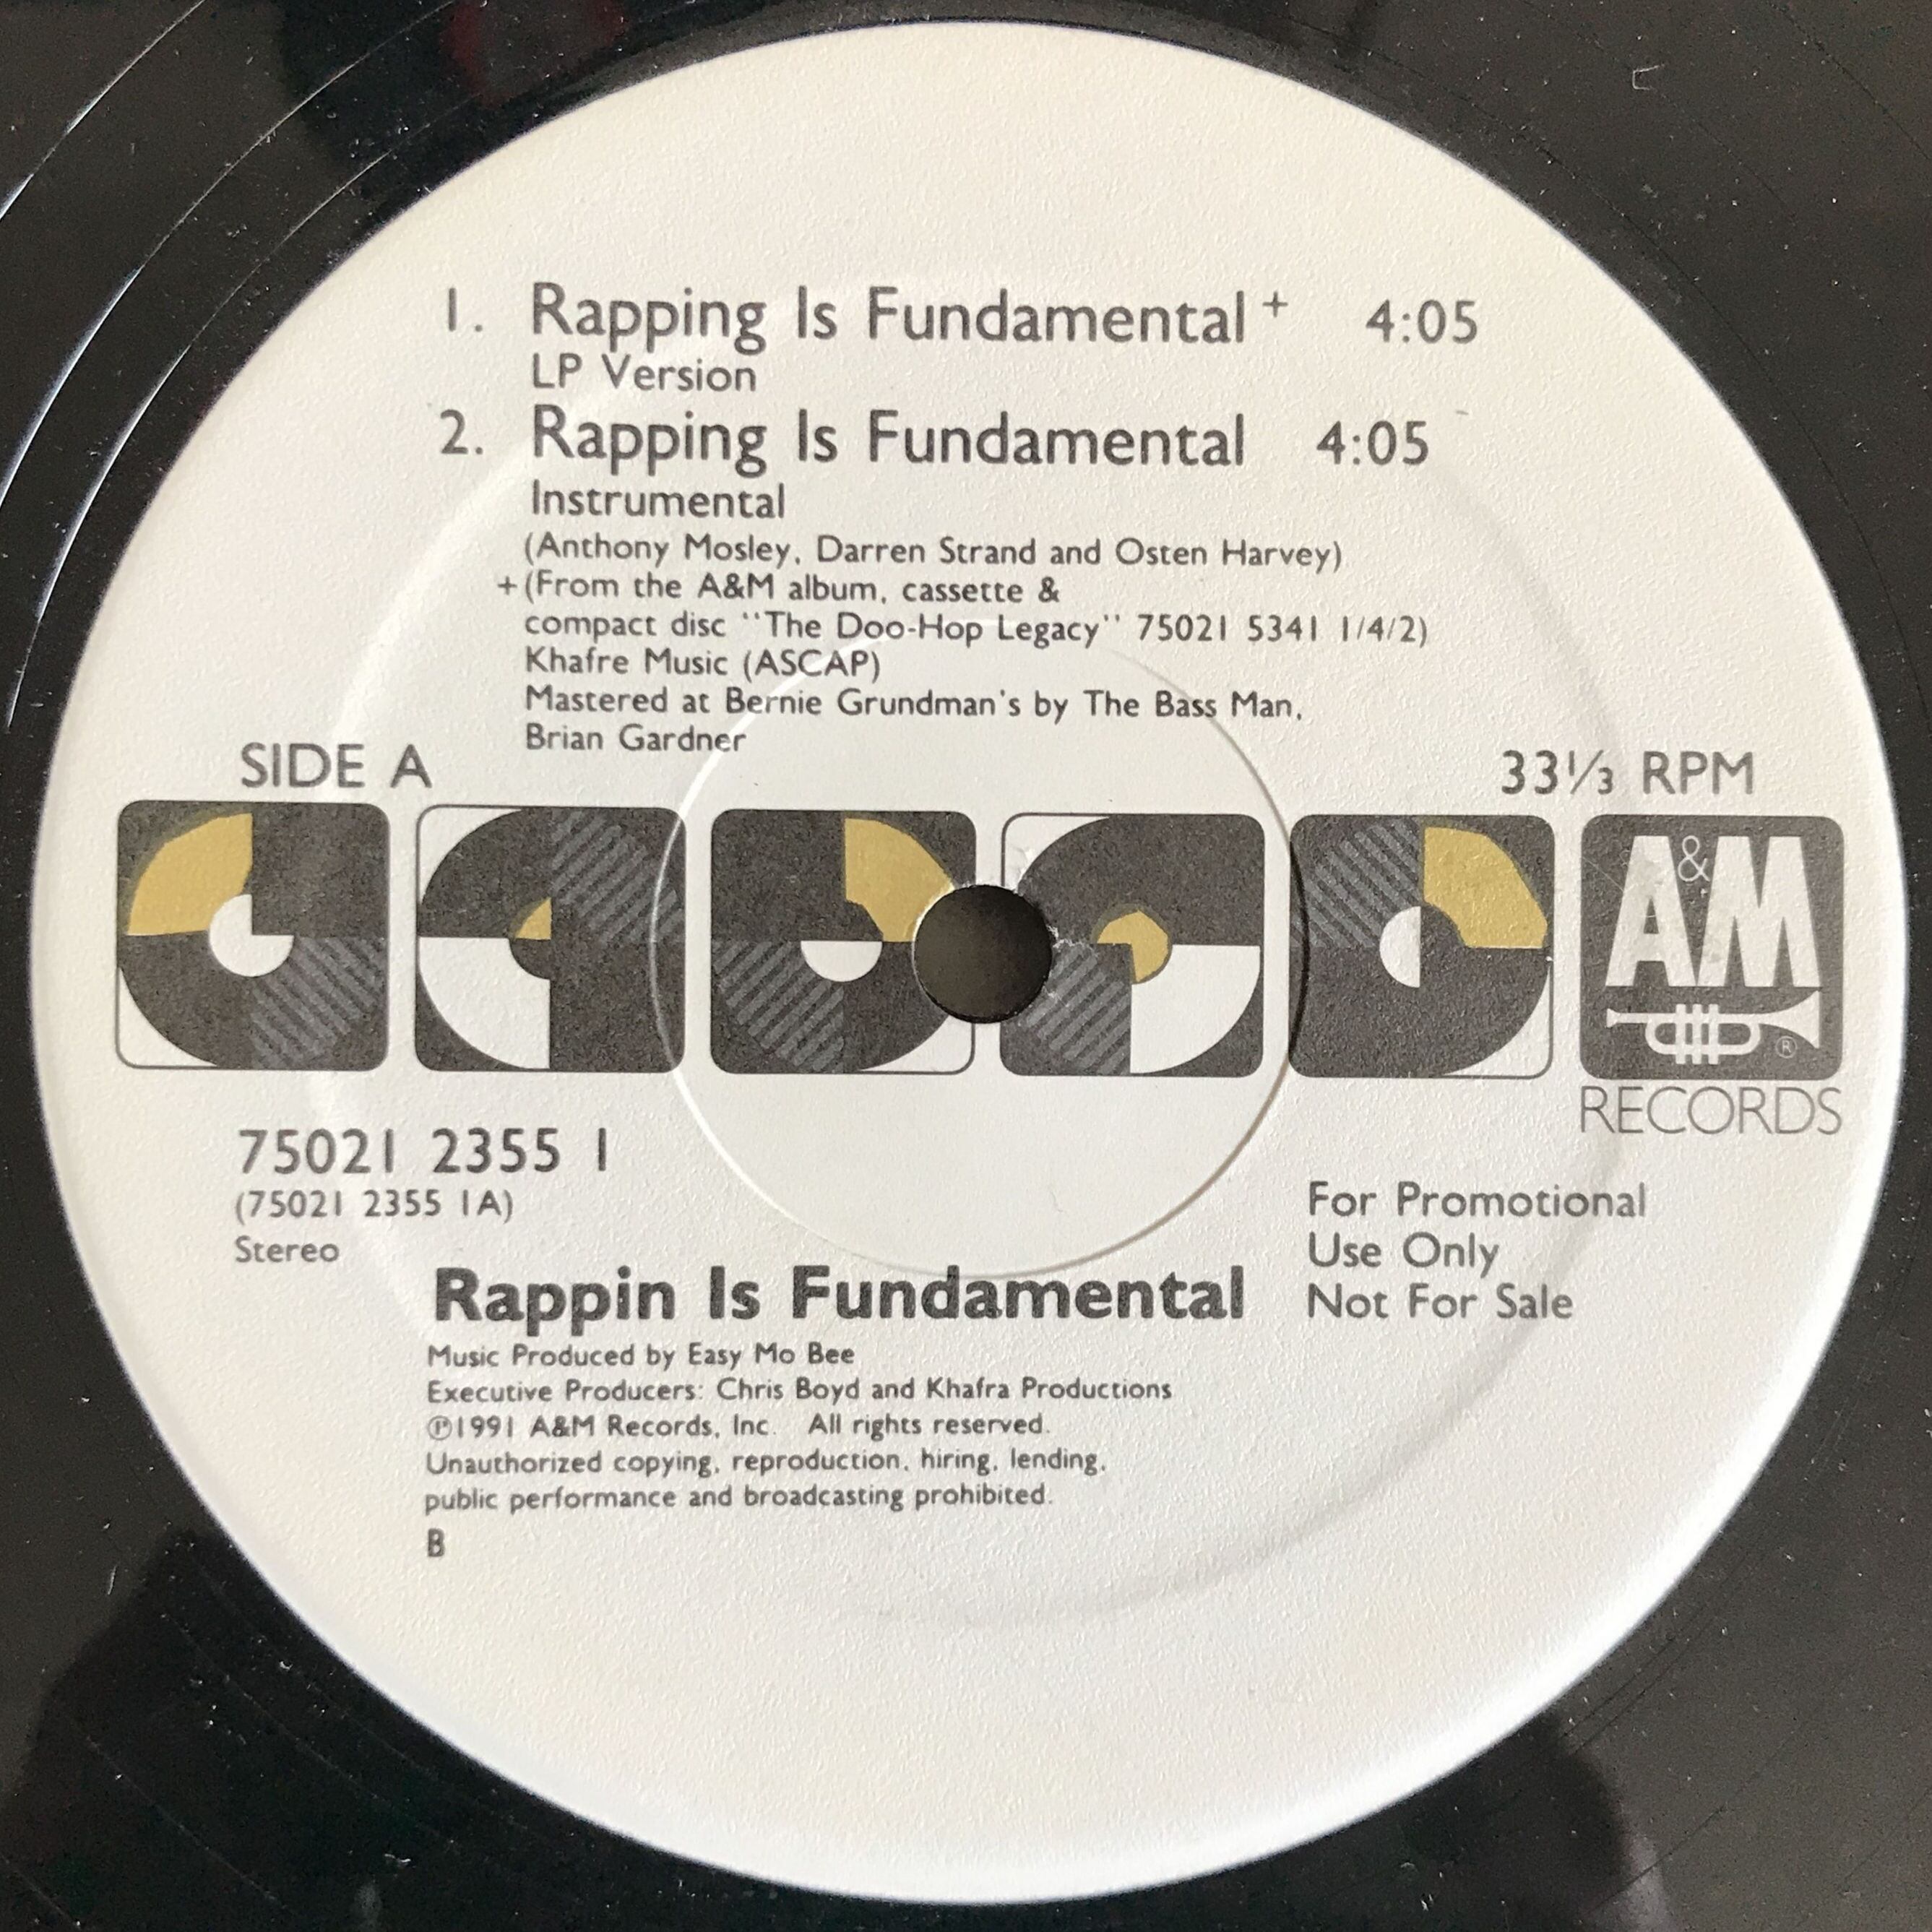 1. Rapping Is Fundamental + 4:05
LP Version
2. Rapping Is Fundamental 4:05
Instrumental
(Anthony Mosley, Darren Strand and Osten Harvey)
+(From the A&M album, cassette &
compact disc "The Doo-Hop Legacy" 75021 5341 1/4/2)
Khafre Music (ASCAP)
Mastered at Bernie Grundman's by The Bass Man,
Brian Gardner
SIDE A
33⅓ RPM
A&M
®
RECORDS
75021 2355 1
(75021 2355 1A)
Stereo
For Promotional
Use Only
Not For Sale
Rappin Is Fundamental
Music Produced by Easy Mo Bee
Executive Producers: Chris Boyd and Khafra Productions
℗1991 A&M Records, Inc. All rights reserved.
Unauthorized copying, reproduction, hiring, lending,
public performance and broadcasting prohibited.
B